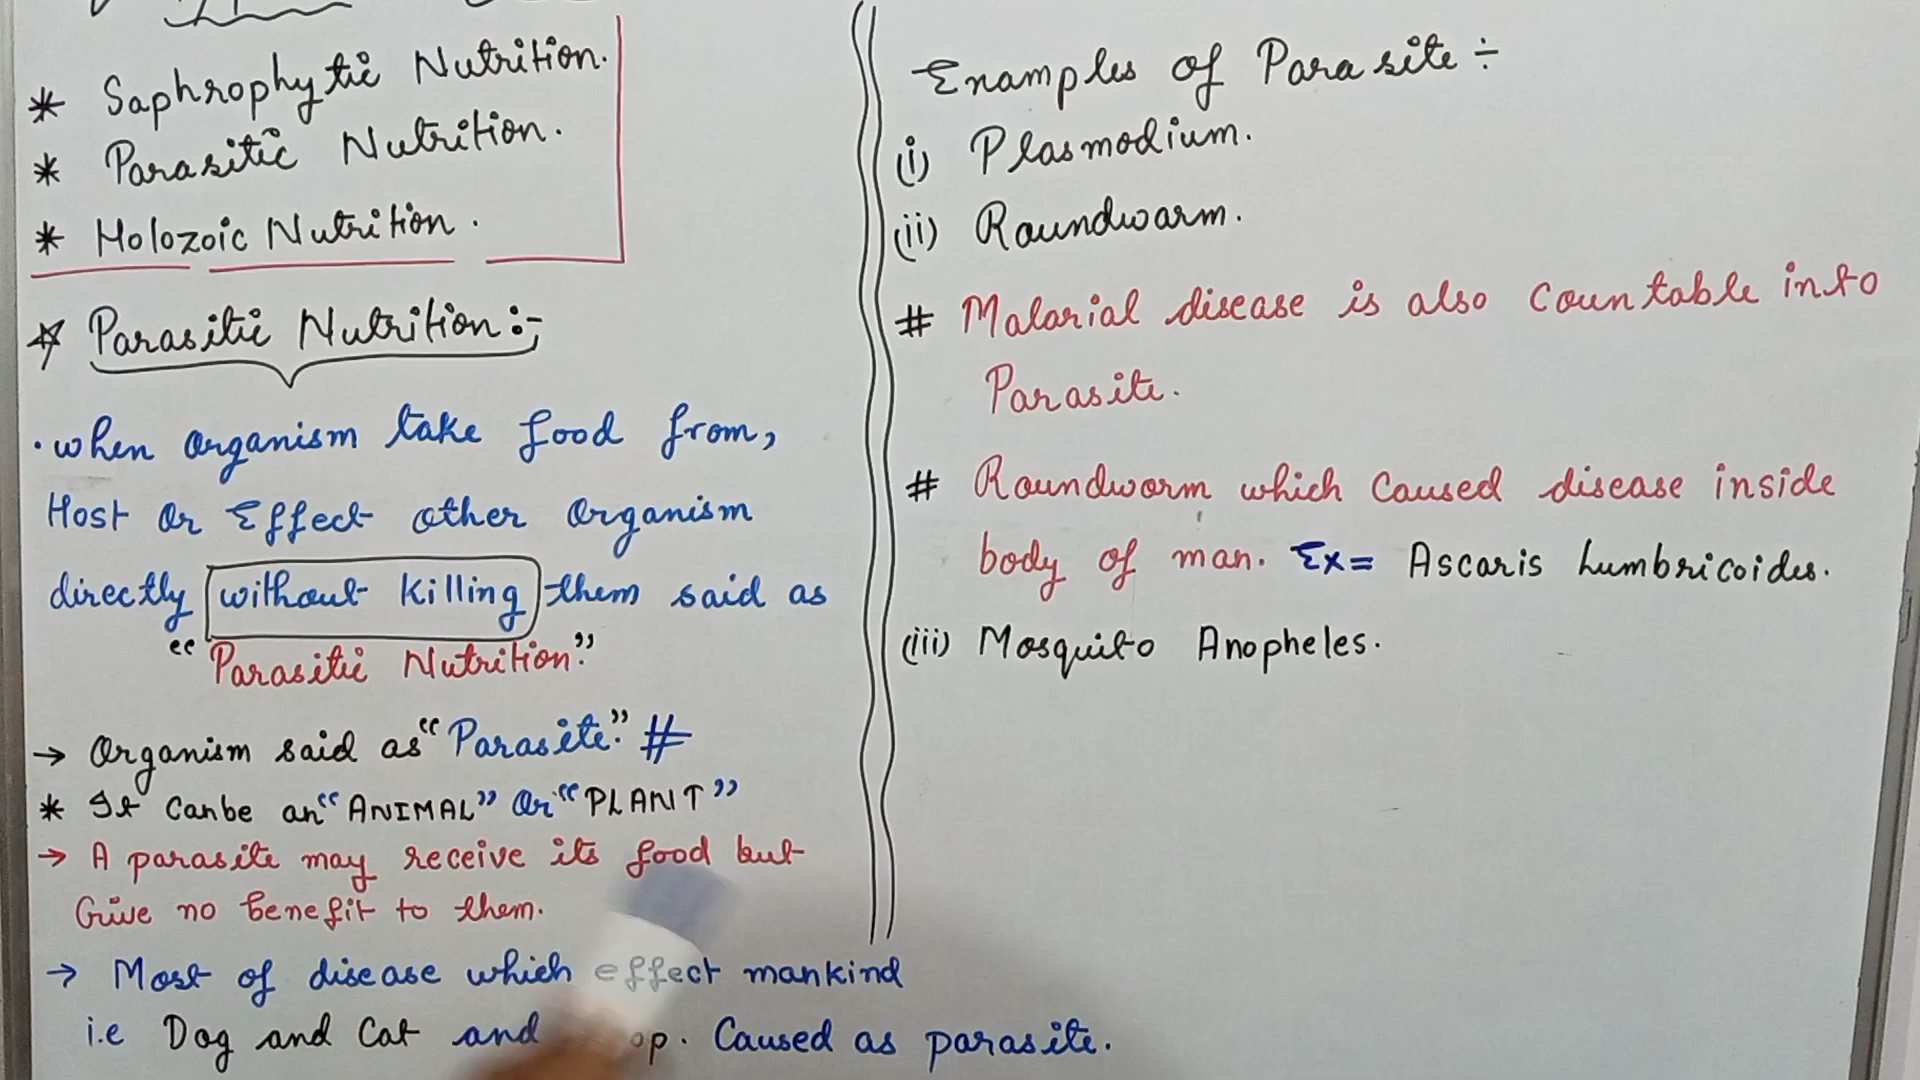 * Saphrophytic Nutrition.
* Parasitic Nutrition.
* Holozoic Nutrition.
☆ Parasitic Nutrition:-
· when organism take food from,
Host or Effect other organism
directly without killing them said as
"Parasitic Nutrition."
→ Organism said as "Parasite." #
* It can be an "ANIMAL" or "PLANT"
→ A parasite may receive its food but
Give no benefit to them.
→ Most of disease which effect mankind
i.e Dog and Cat and op. Caused as parasite.
Examples of Parasite ÷
(i) Plasmodium.
(ii) Roundwarm.
# Malarial disease is also countable into
Parasite.
# Roundworm which caused disease inside
body of man. Ex= Ascaris Lumbricoides.
(iii) Mosquito Anopheles.